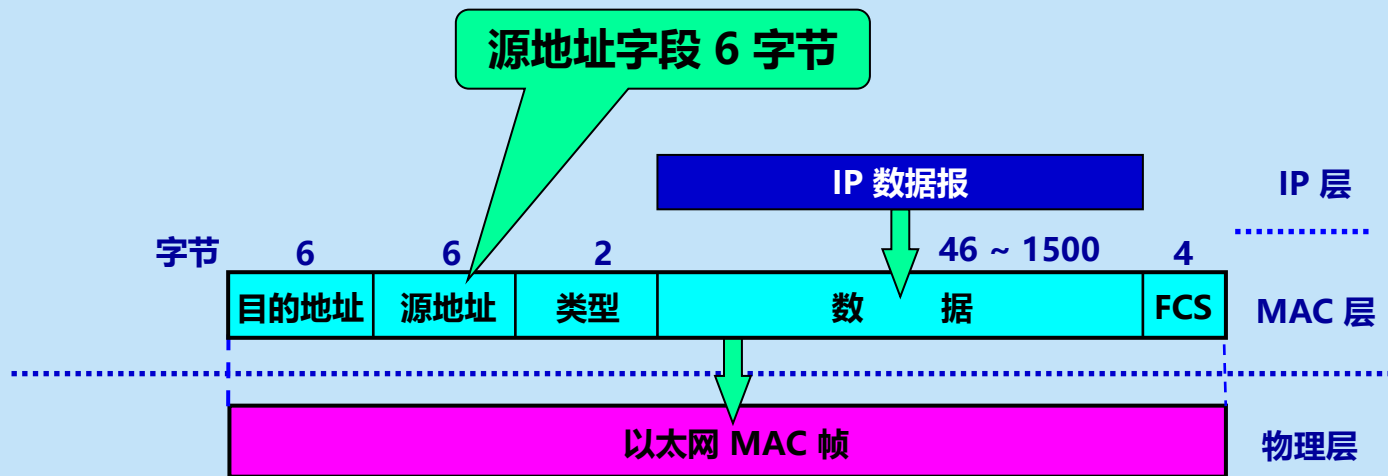 源地址字段 6 字节
IP 数据报
IP 层
字节 6 6 2 46 ~ 1500 4
目的地址 源地址 类型 数 据 FCS
MAC 层
以太网 MAC 帧
物理层